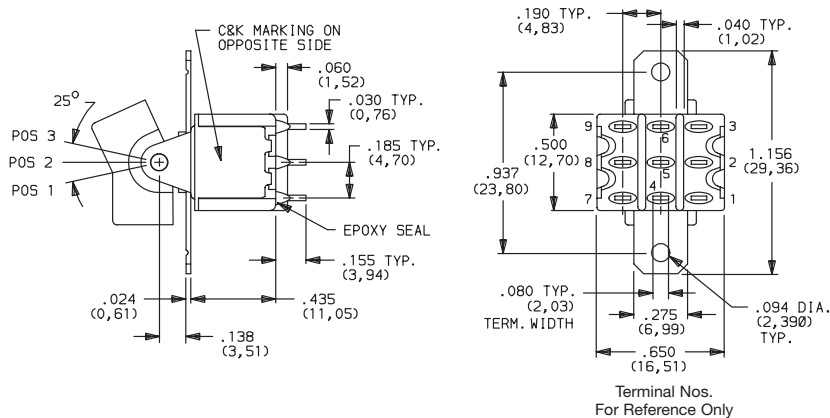 C&K MARKING ON
OPPOSITE SIDE
.060
(1,52)
.030 TYP.
(0,76)
25°
POS 3
POS 2
POS 1
.185 TYP.
(4,70)
EPOXY SEAL
.155 TYP.
(3,94)
.024
(0,61)
.435
(11,05)
.138
(3,51)
.190 TYP.
(4,83)
.040 TYP.
(1,02)
9
3
6
.500
(12,70)
8
2
5
1.156
(29,36)
.937
(23,80)
4
7
1
.080 TYP.
(2,03)
TERM. WIDTH
.275
(6,99)
.094 DIA.
(2,39Ø)
TYP.
.650
(16,51)
Terminal Nos.
For Reference Only